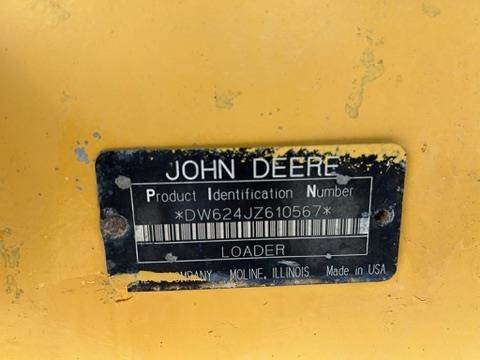 JOHN DEERE
Product Identification Number
*DW624JZ610567*
LOADER
COMPANY MOLINE, ILLINOIS Made in USA